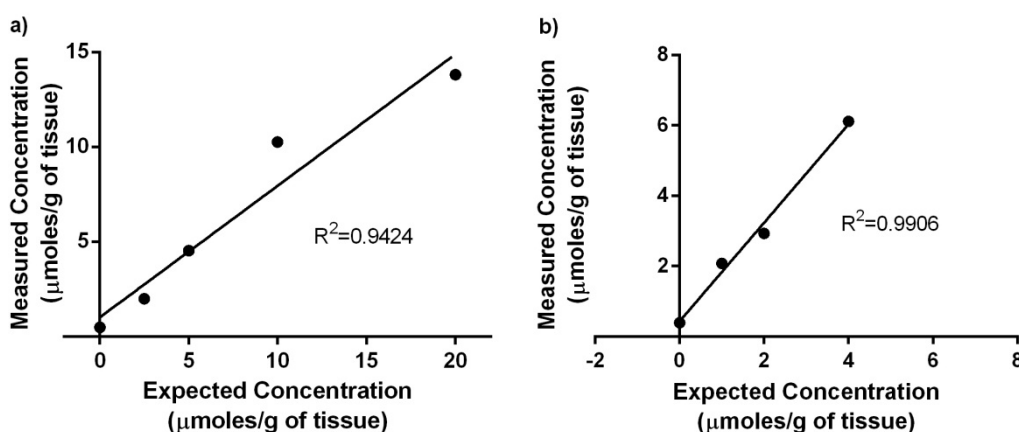 a)
Measured Concentration
(μmoles/g of tissue)
15
10
5
R²=0.9424
0 5 10 15 20
Expected Concentration
(μmoles/g of tissue)
b)
Measured Concentration
(μmoles/g of tissue)
8
6
4
2
R²=0.9906
-2 0 2 4 6 8
Expected Concentration
(μmoles/g of tissue)